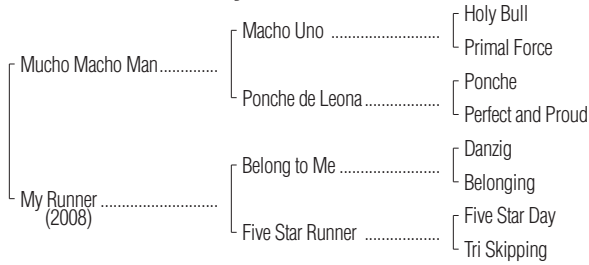 Holy Bull
Macho Uno ....................
Primal Force
Mucho Macho Man..............
Ponche
Ponche de Leona..................
Perfect and Proud
Danzig
Belong to Me ........................
Belonging
My Runner ............................
(2008)
Five Star Day
Five Star Runner ..................
Tri Skipping